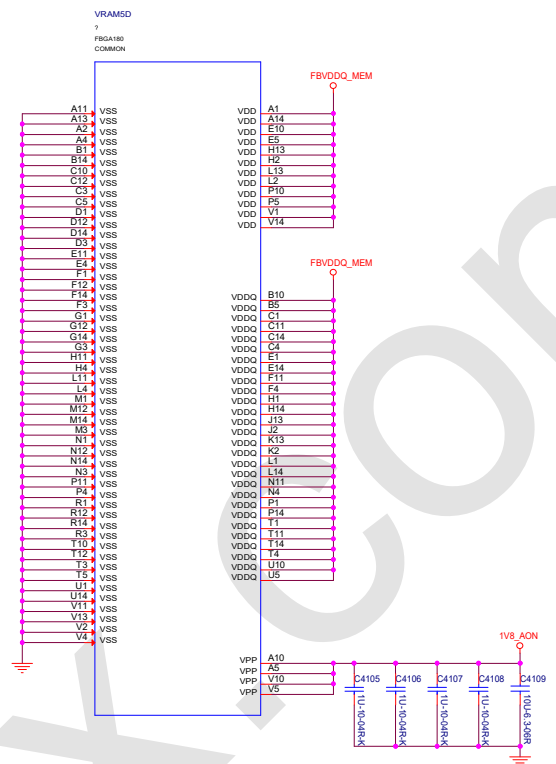 VRAM5D
?
FBGA180
COMMON
FBVDDQ_MEM
A11 VSS VDD A1
A13 VSS VDD A14
A2 VSS VDD E10
A4 VSS VDD E5
B1 VSS VDD H13
B14 VSS VDD H2
C10 VSS VDD L13
C12 VSS VDD L2
C3 VSS VDD P10
C5 VSS VDD P5
D1 VSS VDD V1
D12 VSS VDD V14
D14 VSS
D3 VSS
E11 VSS
FBVDDQ_MEM
E4 VSS
F1 VSS
F12 VSS
F14 VSS VDDQ B10
F3 VSS VDDQ B5
G1 VSS VDDQ C1
G12 VSS VDDQ C11
G14 VSS VDDQ C14
G3 VSS VDDQ C4
H11 VSS VDDQ E1
H4 VSS VDDQ E14
L11 VSS VDDQ F11
L4 VSS VDDQ F4
M1 VSS VDDQ H1
M12 VSS VDDQ H14
M14 VSS VDDQ J13
M3 VSS VDDQ J2
N1 VSS VDDQ K13
N12 VSS VDDQ K2
N14 VSS VDDQ L1
N3 VSS VDDQ L14
P11 VSS VDDQ N11
P4 VSS VDDQ N4
R1 VSS VDDQ P1
R12 VSS VDDQ P14
R14 VSS VDDQ T1
R3 VSS VDDQ T11
T10 VSS VDDQ T14
T12 VSS VDDQ T4
T3 VSS VDDQ U10
T5 VSS VDDQ U5
U1 VSS
U14 VSS
V11 VSS
V13 VSS
V2 VSS
V4 VSS
1V8_AON
VPP A10
VPP A5
VPP V10
VPP V5
C4105 C4106 C4107 C4108 C4109
1U-10-04R-K 1U-10-04R-K 1U-10-04R-K 1U-10-04R-K 10U-6.3-06R